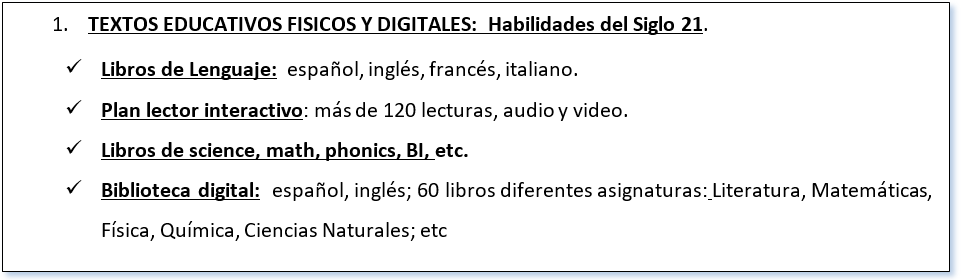 1. TEXTOS EDUCATIVOS FISICOS Y DIGITALES: Habilidades del Siglo 21.
✓ Libros de Lenguaje: español, inglés, francés, italiano.
✓ Plan lector interactivo: más de 120 lecturas, audio y video.
✓ Libros de science, math, phonics, BI, etc.
✓ Biblioteca digital: español, inglés; 60 libros diferentes asignaturas: Literatura, Matemáticas,
Física, Química, Ciencias Naturales; etc